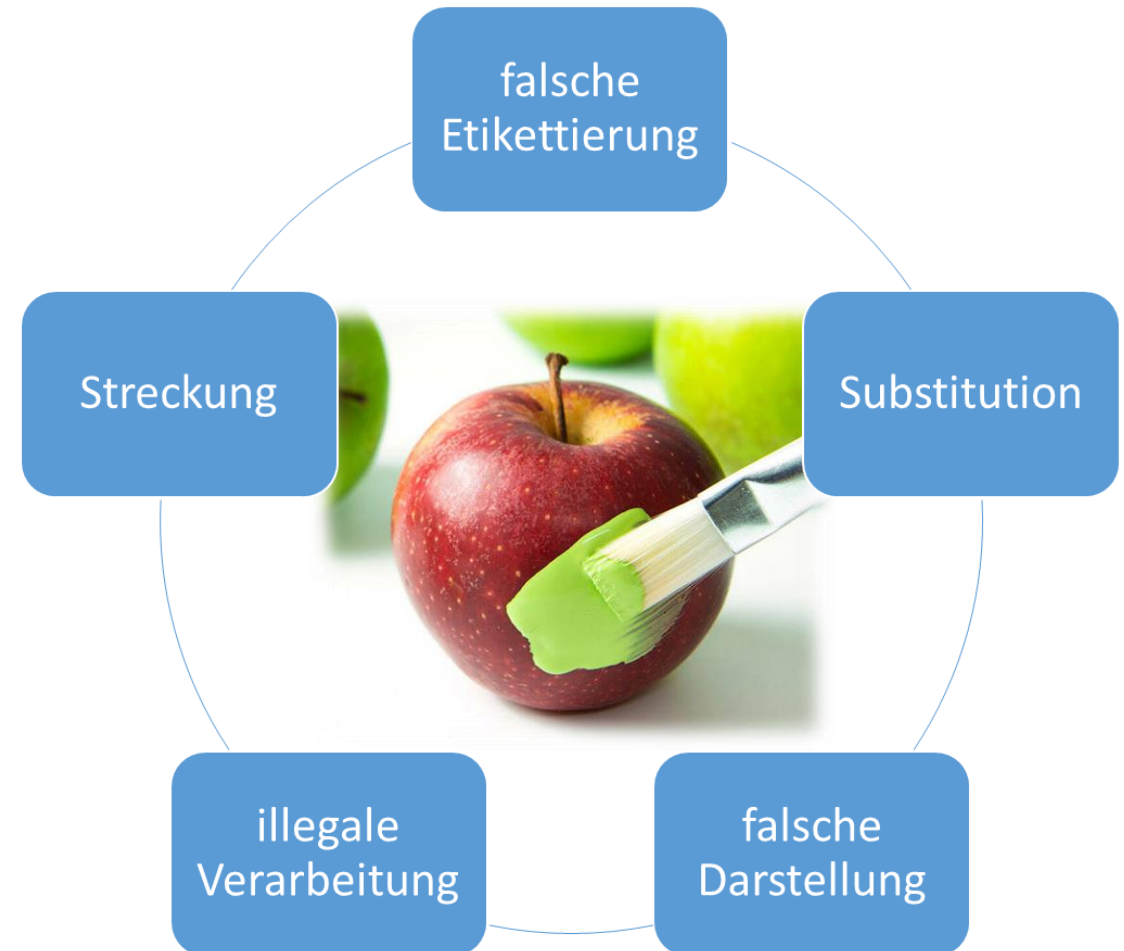 falsche
Etikettierung
Streckung
Substitution
illegale
Verarbeitung
falsche
Darstellung